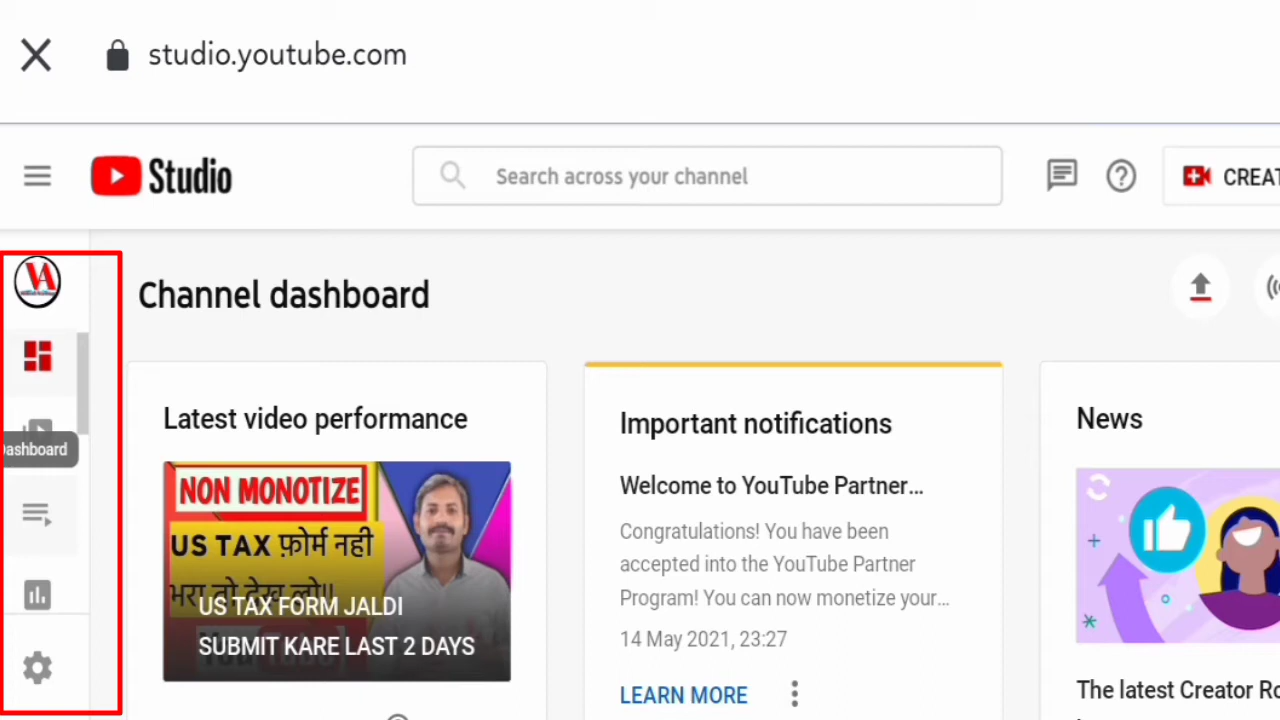 studio.youtube.com
Studio
Search across your channel
CREAT
VA
Channel dashboard
ashboard
Latest video performance
NON MONOTIZE
US TAX फ़ोर्म नही
भरा तो देख लो॥
US TAX FORM JALDI
SUBMIT KARE LAST 2 DAYS
Important notifications
Welcome to YouTube Partner…
Congratulations! You have been
accepted into the YouTube Partner
Program! You can now monetize your…
14 May 2021, 23:27
LEARN MORE
News
The latest Creator Ro